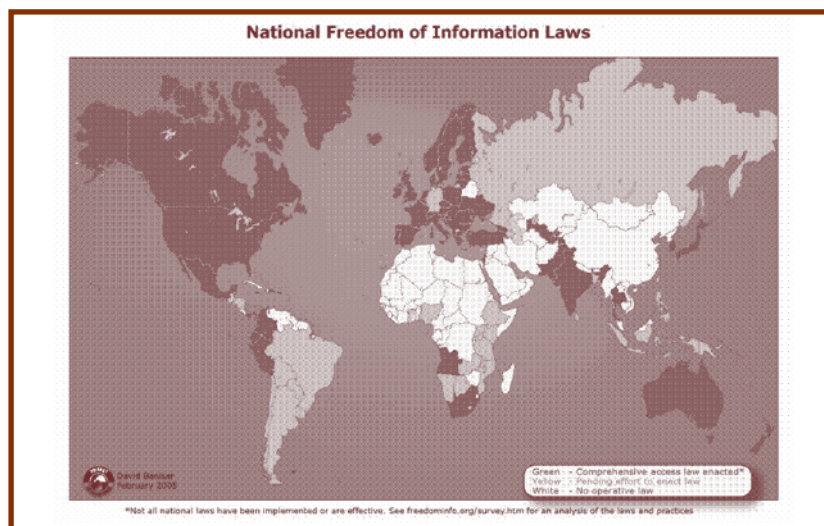 National Freedom of Information Laws
David Banisar
February 2005
Green - Comprehensive access law enacted*
Yellow - Pending effort to enact law
White - No operative law
*Not all national laws have been implemented or are effective. See freedominfo.org/survey.htm for an analysis of the laws and practices